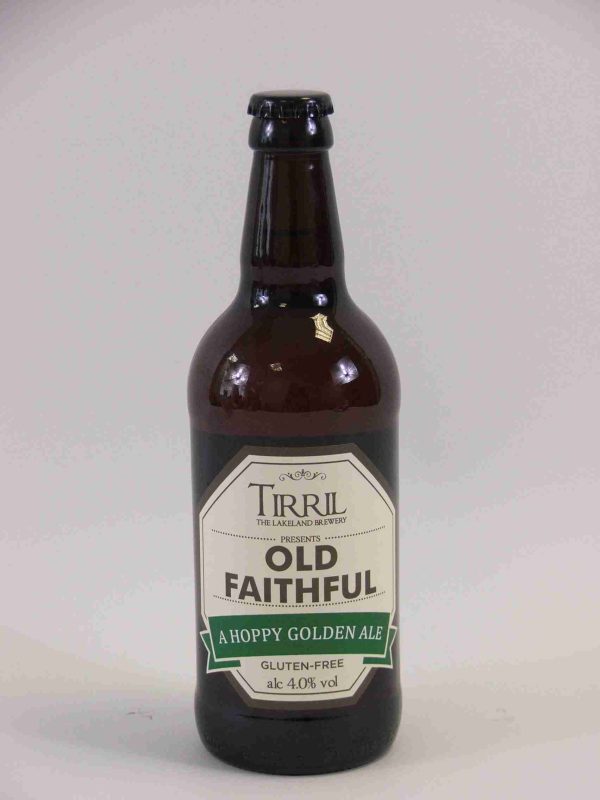 TIRRIL
THE LAKELAND BREWERY
PRESENTS
OLD
FAITHFUL
A HOPPY GOLDEN ALE
GLUTEN-FREE
alc 4.0% vol